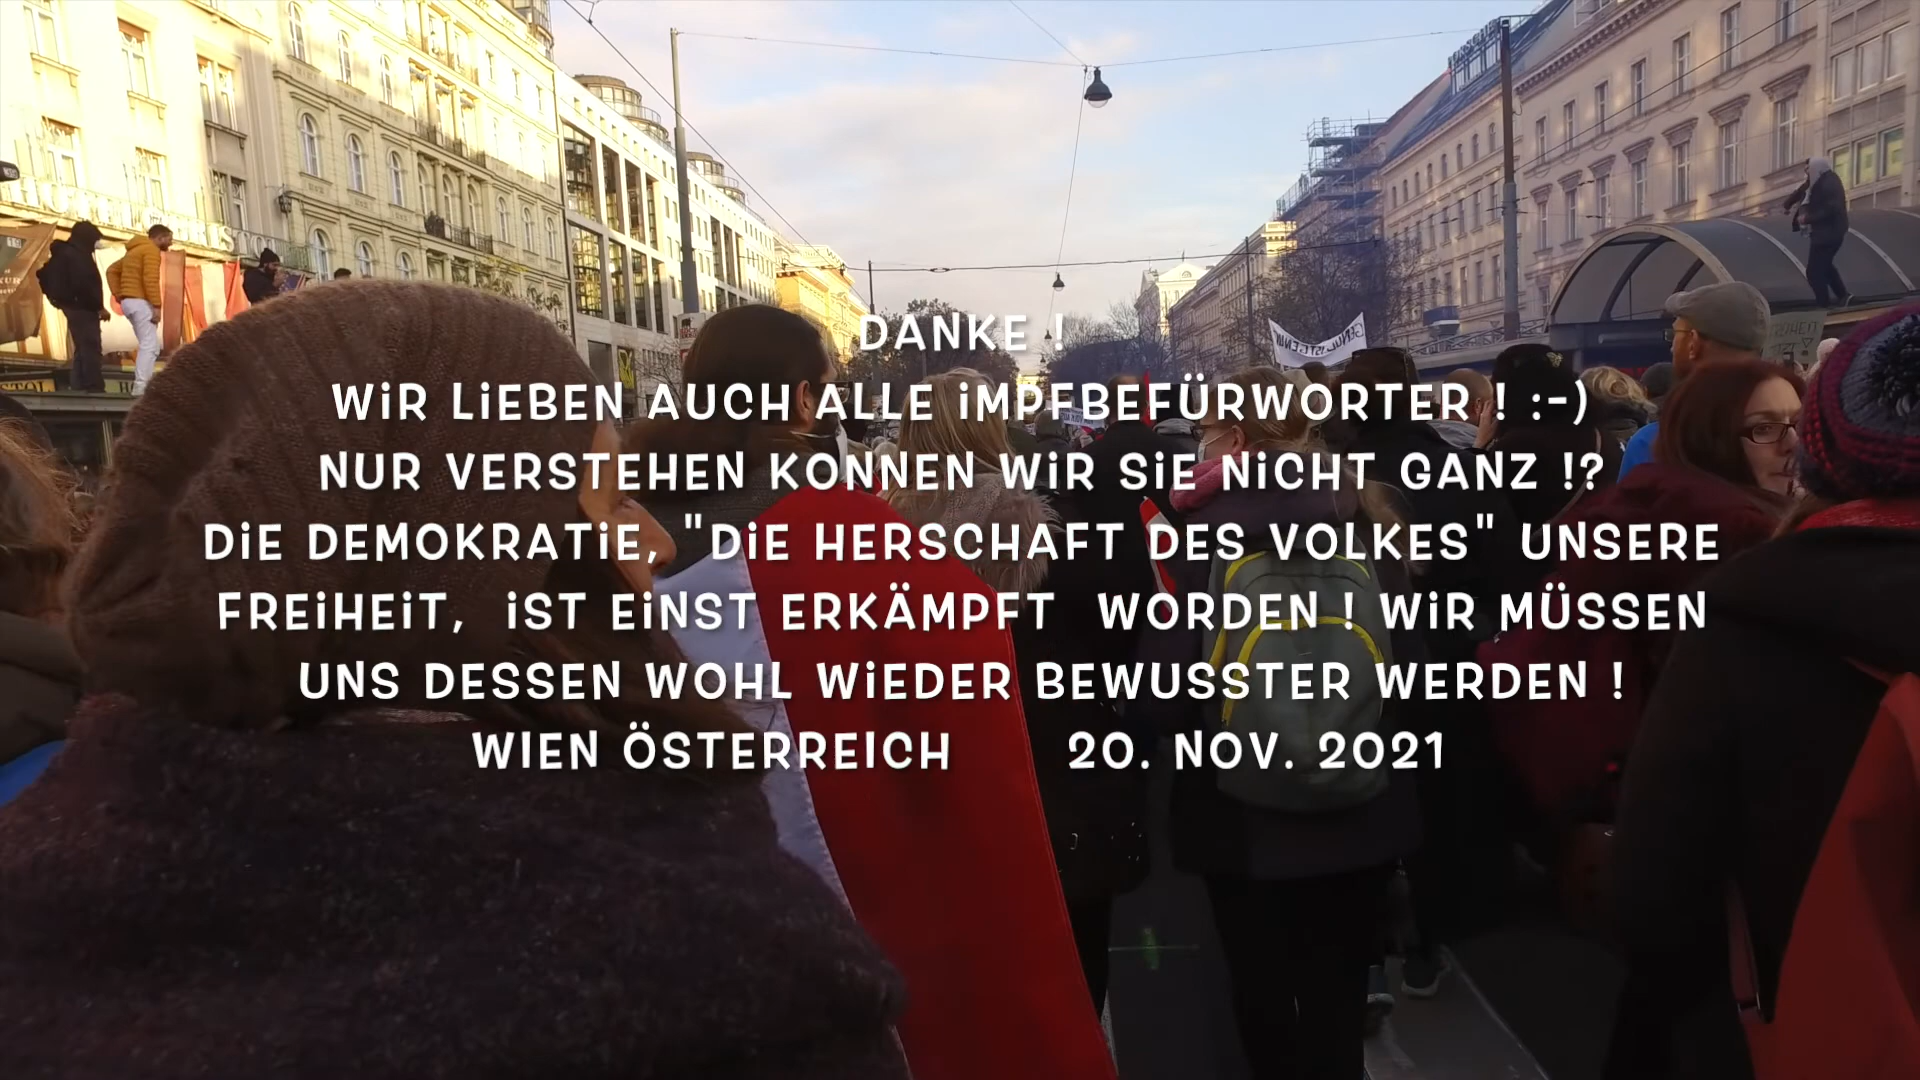 DANKE !
WiR LiEBEN AUCH ALLE iMPFBEFÜRWORTER ! :-)
NUR VERSTEHEN KONNEN WiR SiE NiCHT GANZ !?
DiE DEMOKRATiE, "DiE HERSCHAFT DES VOLKES" UNSERE
FREiHEiT, iST EiNST ERKÄMPFT WORDEN ! WiR MÜSSEN
UNS DESSEN WOHL WiEDER BEWUSSTER WERDEN !
WIEN ÖSTERREICH 20. NOV. 2021